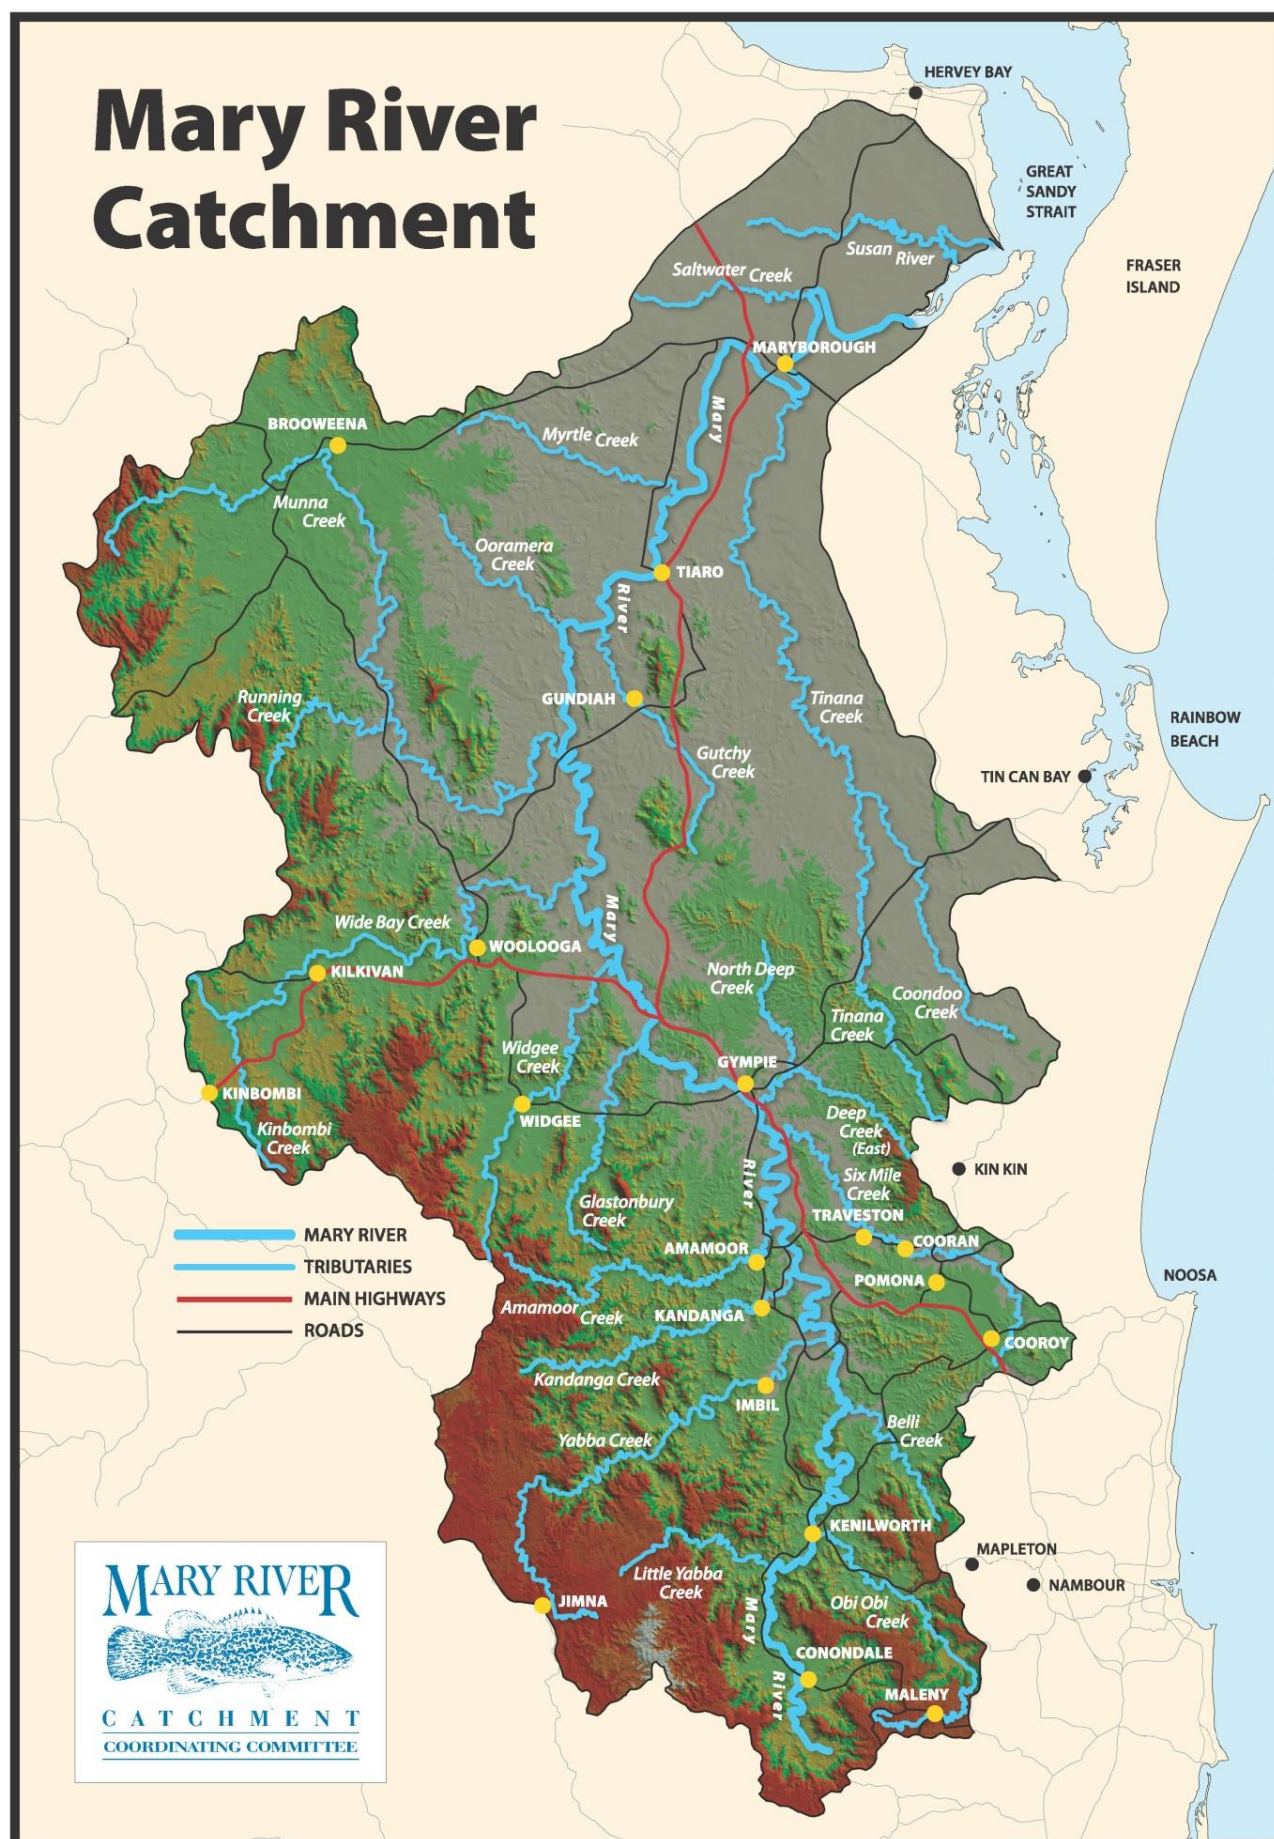 Mary River
Catchment
HERVEY BAY
GREAT
SANDY
STRAIT
FRASER
ISLAND
Susan River
Saltwater Creek
MARYBOROUGH
Mary
BROOWEENA
Myrtle Creek
Munna
Creek
Ooramera
Creek
TIARO
River
Running
Creek
GUNDIAH
Tinana
Creek
RAINBOW
BEACH
Gutchy
Creek
TIN CAN BAY
Wide Bay Creek
Mary
WOOLOOGA
KILKIVAN
North Deep
Creek
Coondoo
Creek
Tinana
Creek
Widgee
Creek
GYMPIE
KINBOMBI
WIDGEE
Deep
Creek
(East)
Kinbombi
Creek
River
KIN KIN
Six Mile
Creek
Glastonbury
Creek
TRAVESTON
MARY RIVER
COORAN
AMAMOOR
TRIBUTARIES
POMONA
NOOSA
MAIN HIGHWAYS
Amamoor
Creek
KANDANGA
ROADS
COOROY
Kandanga Creek
IMBIL
Belli
Creek
Yabba Creek
KENILWORTH
MAPLETON
NAMBOUR
Little Yabba
Creek
JIMNA
Obi Obi
Creek
Mary
CONONDALE
River
MALENY
MARY RIVER
CATCHMENT
COORDINATING COMMITTEE